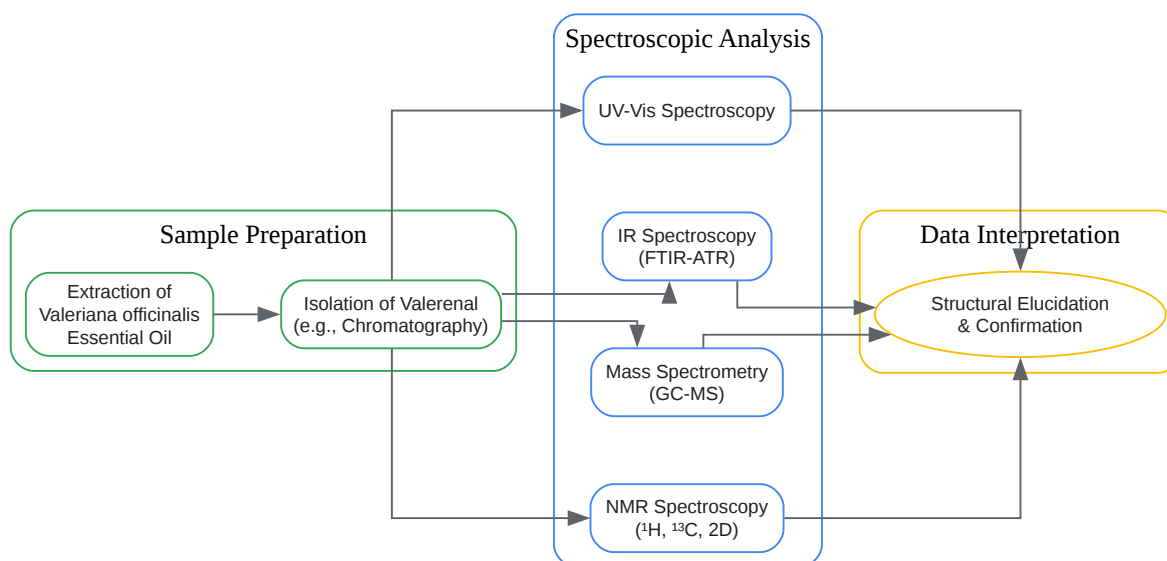 Spectroscopic Analysis
UV-Vis Spectroscopy
Sample Preparation
Extraction of
Valeriana officinalis
Essential Oil
Isolation of Valerenal
(e.g., Chromatography)
IR Spectroscopy
(FTIR-ATR)
Mass Spectrometry
(GC-MS)
NMR Spectroscopy
(¹H, ¹³C, 2D)
Data Interpretation
Structural Elucidation
& Confirmation